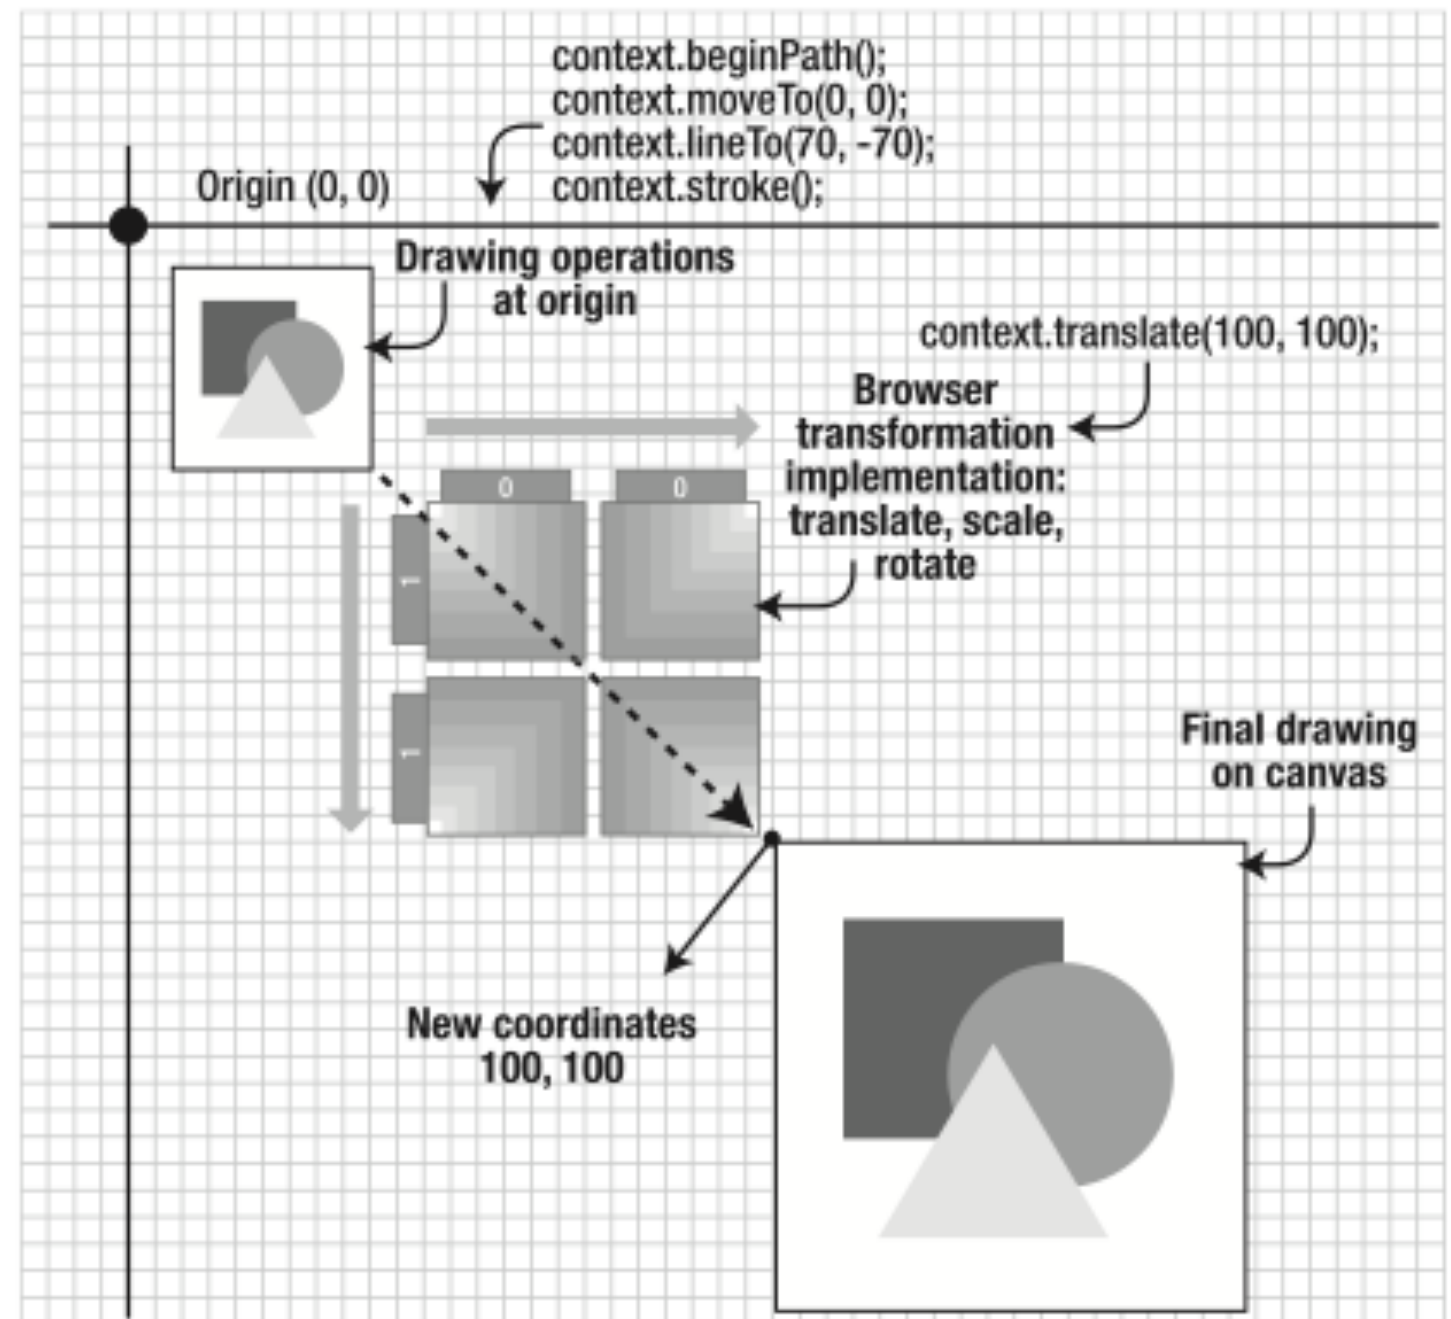 context.beginPath();
context.moveTo(0, 0);
context.lineTo(70, -70);
context.stroke();
Origin (0, 0)
Drawing operations
at origin
context.translate(100, 100);
Browser
transformation
implementation:
translate, scale,
rotate
0
0
1
1
Final drawing
on canvas
New coordinates
100, 100